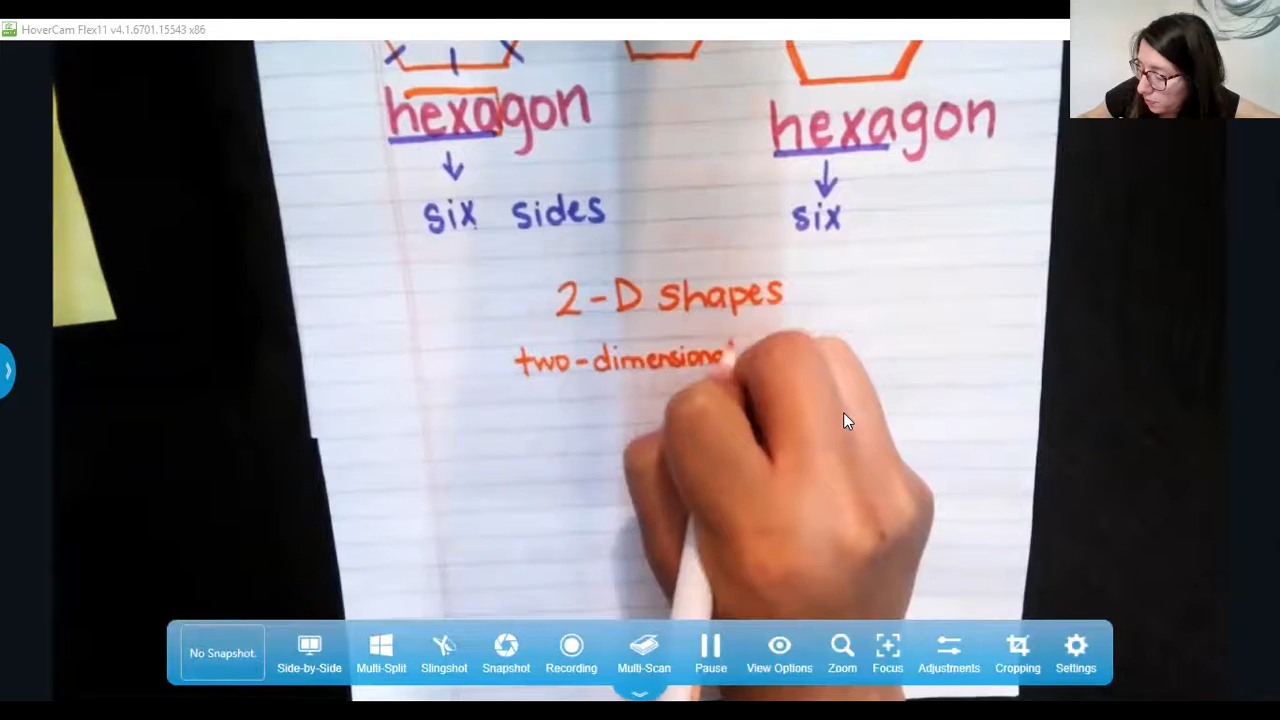 HoverCam Flex11 v4.1.6701.15543 x86
hexagon hexagon
six sides six
2-D shapes
two-dimensiona
No Snapshot.
Side-by-Side Multi-Split Slingshot Snapshot Recording Multi-Scan Pause View Options Zoom Focus Adjustments Cropping Settings